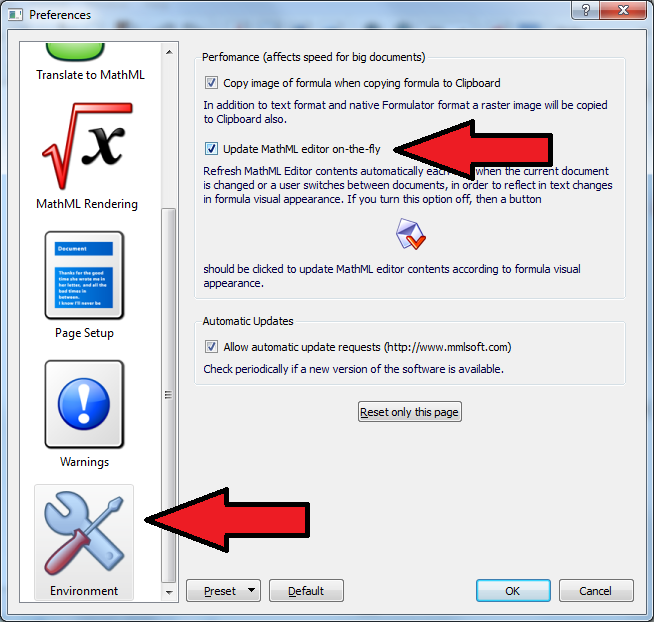 Preferences
?
Translate to MathML
x
MathML Rendering
Document
Thanks for the good
time she wrote me in
her letter, and all the
bad times in
between.
I know I'll never be
Page Setup
!
Warnings
Environment
Perfomance (affects speed for big documents)
Copy image of formula when copying formula to Clipboard
In addition to text format and native Formulator format a raster image will be copied
to Clipboard also.
Update MathML editor on-the-fly
Refresh MathML Editor contents automatically each when the current document
is changed or a user switches between documents, in order to reflect in text changes
in formula visual appearance. If you turn this option off, then a button
should be clicked to update MathML editor contents according to formula visual
appearance.
Automatic Updates
Allow automatic update requests (http://www.mmlsoft.com)
Check periodically if a new version of the software is available.
Reset only this page
Preset
Default
OK
Cancel